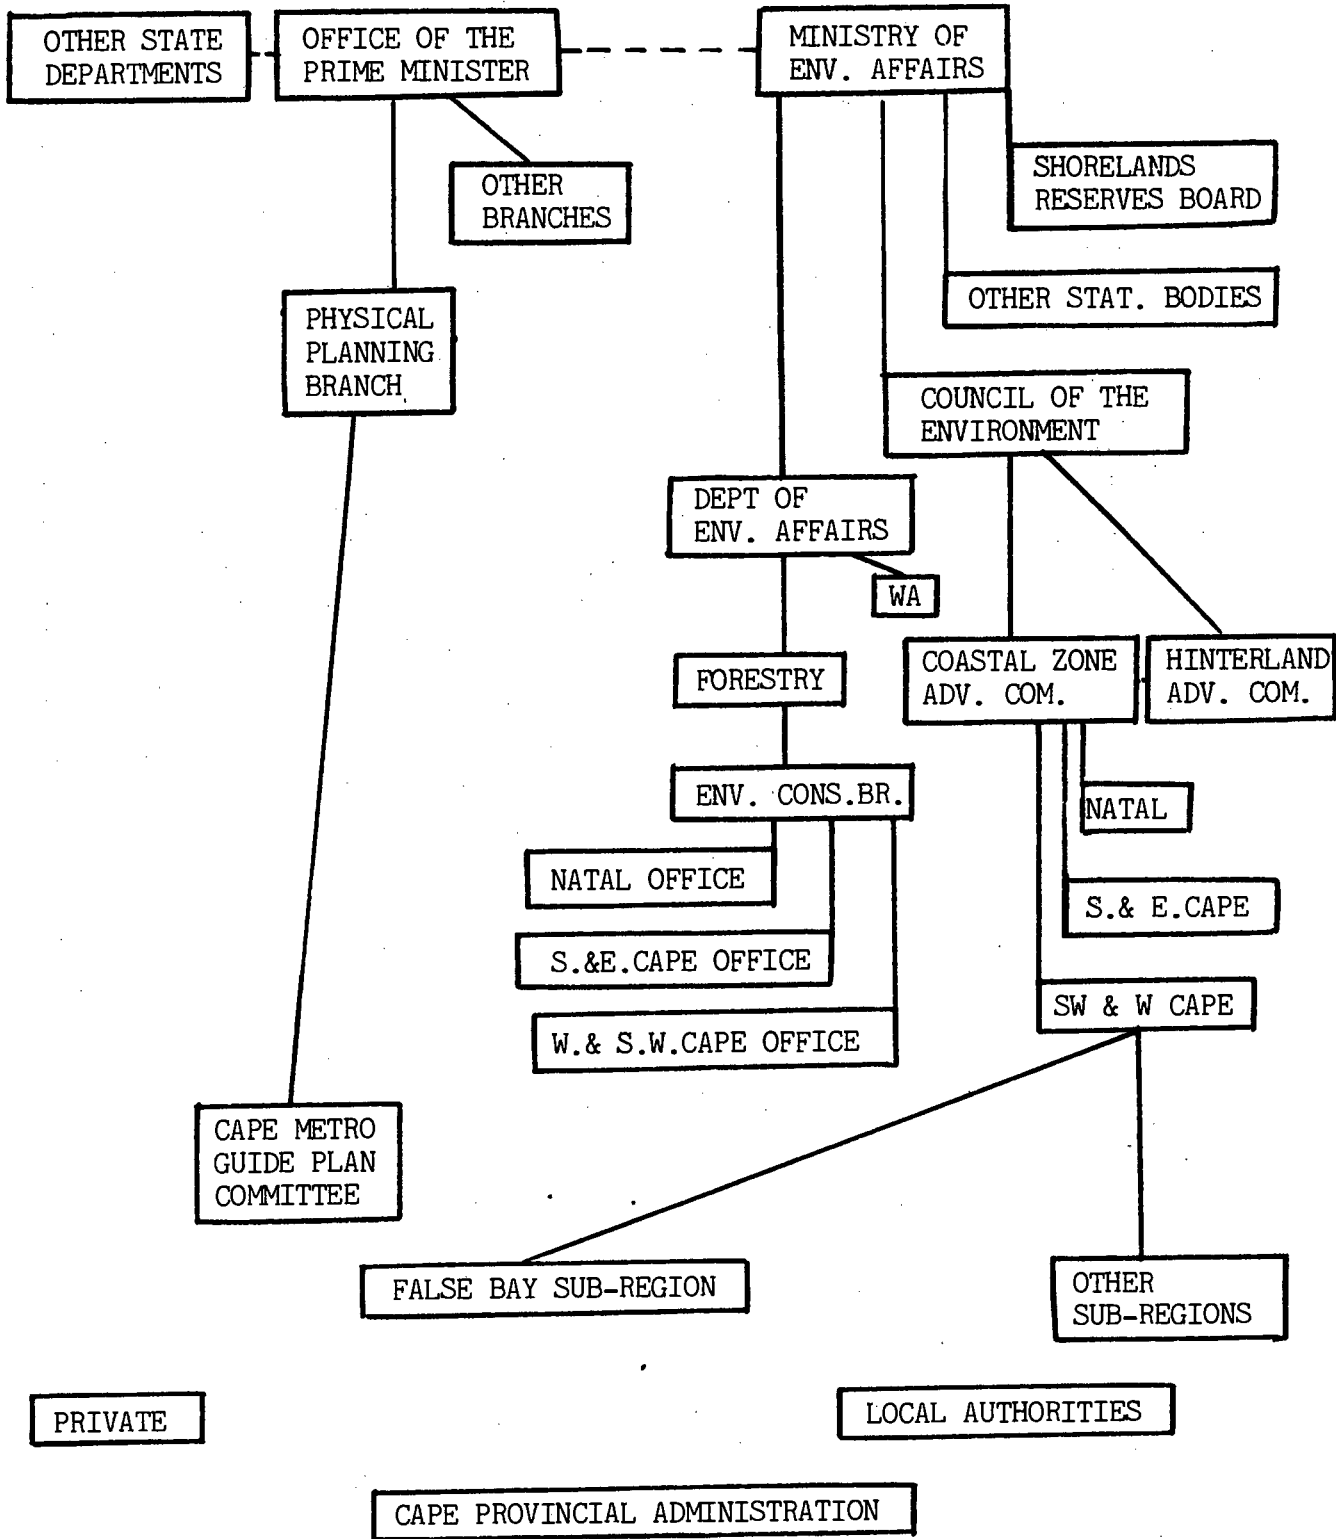 OTHER STATE
DEPARTMENTS
OFFICE OF THE
PRIME MINISTER
MINISTRY OF
ENV. AFFAIRS
OTHER
BRANCHES
SHORELANDS
RESERVES BOARD
OTHER STAT. BODIES
PHYSICAL
PLANNING
BRANCH
COUNCIL OF THE
ENVIRONMENT
DEPT OF
ENV. AFFAIRS
WA
FORESTRY
COASTAL ZONE
ADV. COM.
HINTERLAND
ADV. COM.
ENV. CONS.BR.
NATAL
NATAL OFFICE
S.& E.CAPE
S.&E.CAPE OFFICE
SW & W CAPE
W.& S.W.CAPE OFFICE
CAPE METRO
GUIDE PLAN
COMMITTEE
FALSE BAY SUB-REGION
OTHER
SUB-REGIONS
PRIVATE
LOCAL AUTHORITIES
CAPE PROVINCIAL ADMINISTRATION